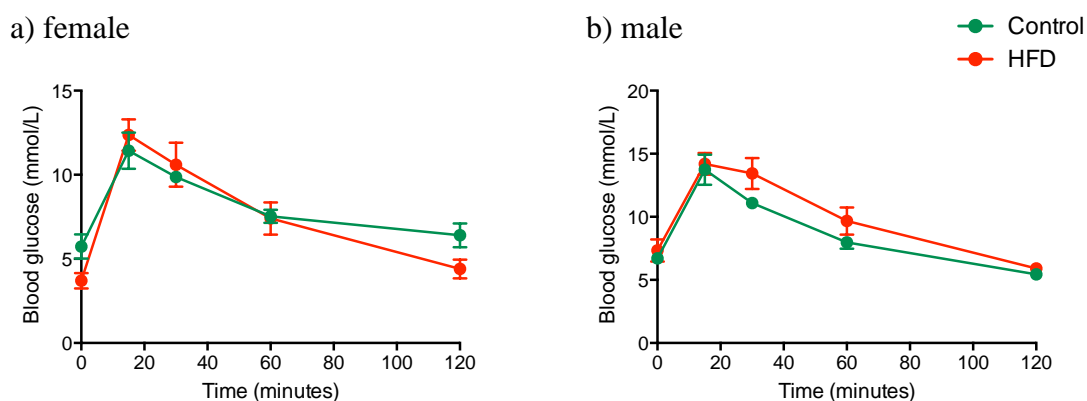 a) female
b) male
Control
HFD
Blood glucose (mmol/L)
15
10
5
0
0 20 40 60 80 100 120
Time (minutes)
Blood glucose (mmol/L)
20
15
10
5
0
0 20 40 60 80 100 120
Time (minutes)